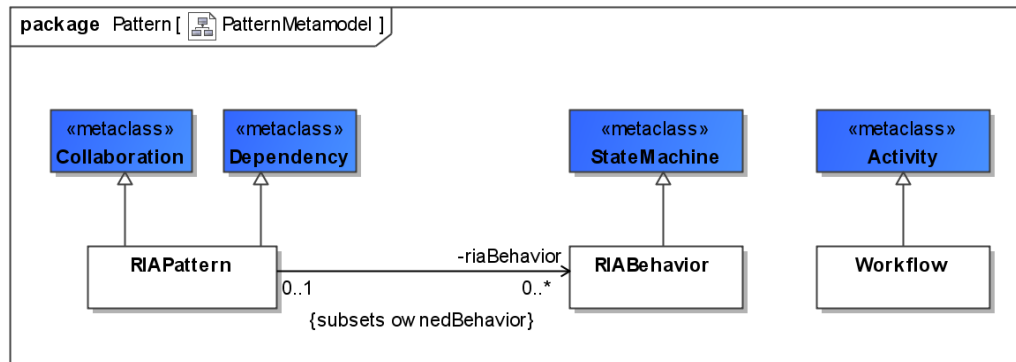 package Pattern [ PatternMetamodel ]
«metaclass» «metaclass» «metaclass» «metaclass»
Collaboration Dependency StateMachine Activity
RIAPattern -riaBehavior RIABehavior Workflow
0..1 0..*
{subsets ow nedBehavior}